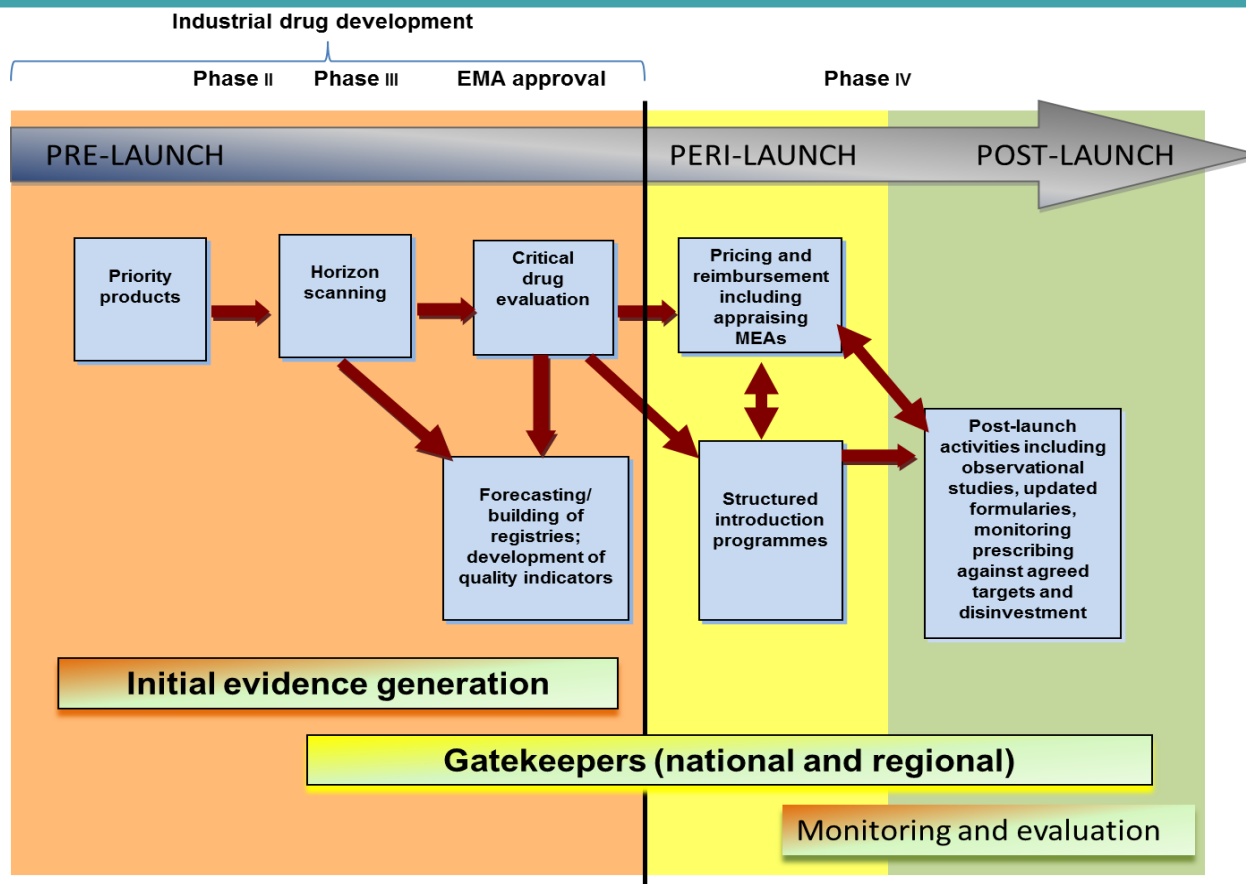 Industrial drug development
Phase II
Phase III
EMA approval
Phase IV
PRE-LAUNCH
PERI-LAUNCH
POST-LAUNCH
Priority
products
Horizon
scanning
Critical
drug
evaluation
Pricing and
reimbursement
including
appraising
MEAs
Forecasting/
building of
registries;
development of
quality indicators
Structured
introduction
programmes
Post-launch
activities including
observational
studies, updated
formularies,
monitoring
prescribing
against agreed
targets and
disinvestment
Initial evidence generation
Gatekeepers (national and regional)
Monitoring and evaluation